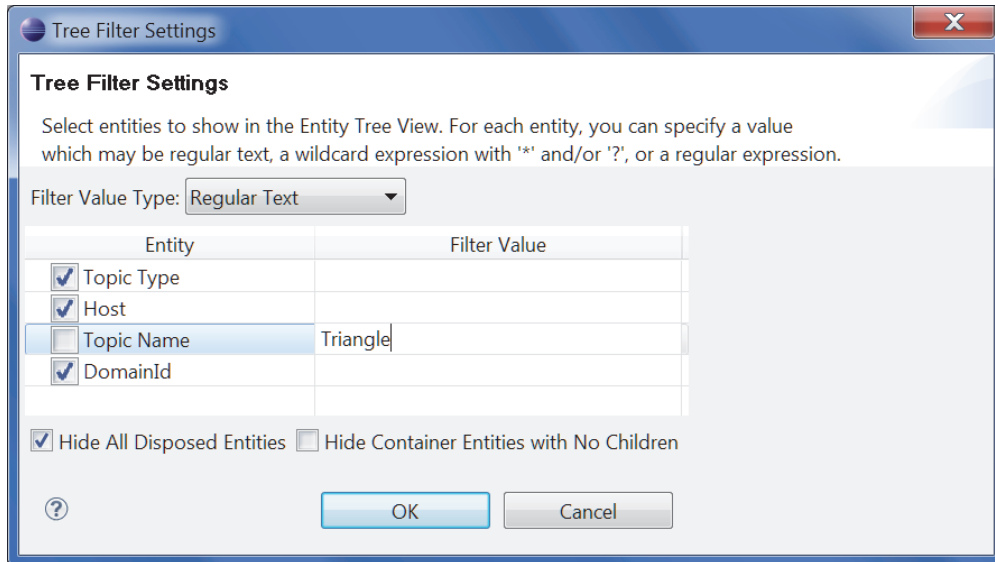 Tree Filter Settings
X
Tree Filter Settings
Select entities to show in the Entity Tree View. For each entity, you can specify a value
which may be regular text, a wildcard expression with '*' and/or '?', or a regular expression.
Filter Value Type: Regular Text
Entity Filter Value
Topic Type
Host
Topic Name Triangle
DomainId
Hide All Disposed Entities Hide Container Entities with No Children
? OK Cancel